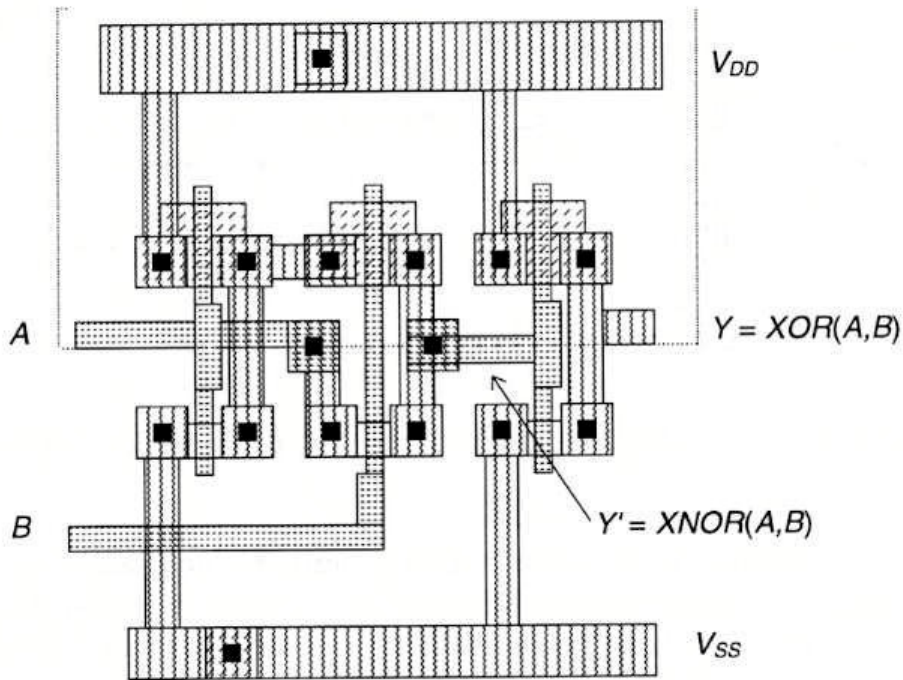 V_DD
A
Y = XOR(A,B)
B
Y' = XNOR(A,B)
V_SS